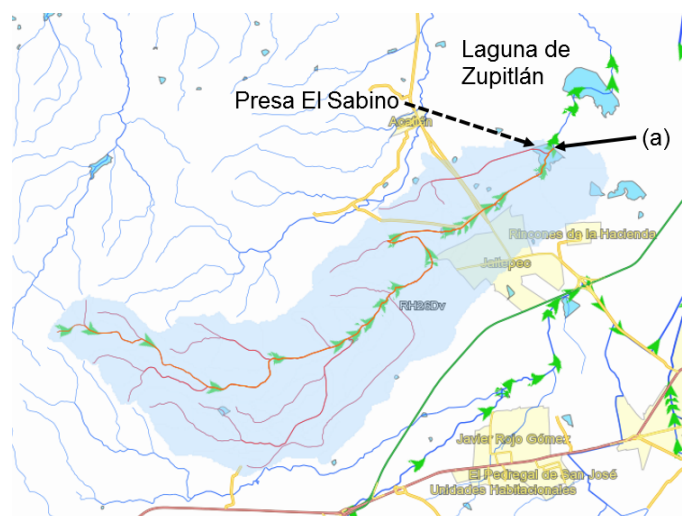 Laguna de
Zupitlán
Presa El Sabino
Acatlán
(a)
Rincones de la Hacienda
Jaltepec
RH26Dv
Javier Rojo Gómez
El Pedregal de San José
Unidades Habitacionales